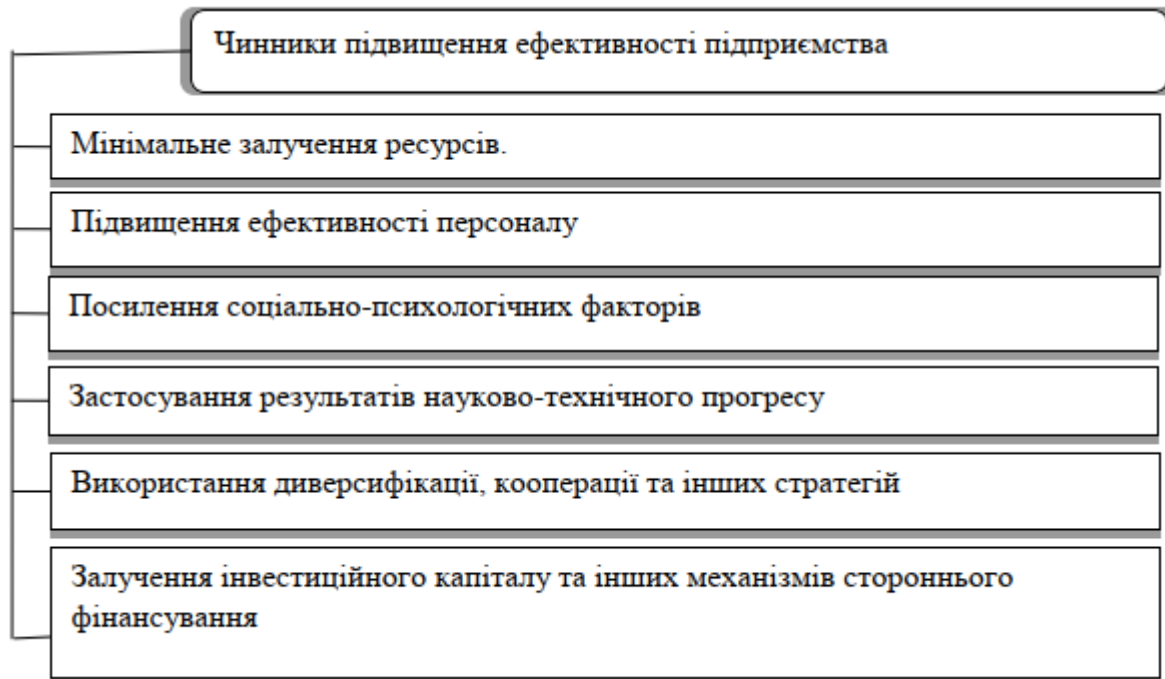 Чинники підвищення ефективності підприємства
Мінімальне залучення ресурсів.
Підвищення ефективності персоналу
Посилення соціально-психологічних факторів
Застосування результатів науково-технічного прогресу
Використання диверсифікації, кооперації та інших стратегій
Залучення інвестиційного капіталу та інших механізмів стороннього
фінансування